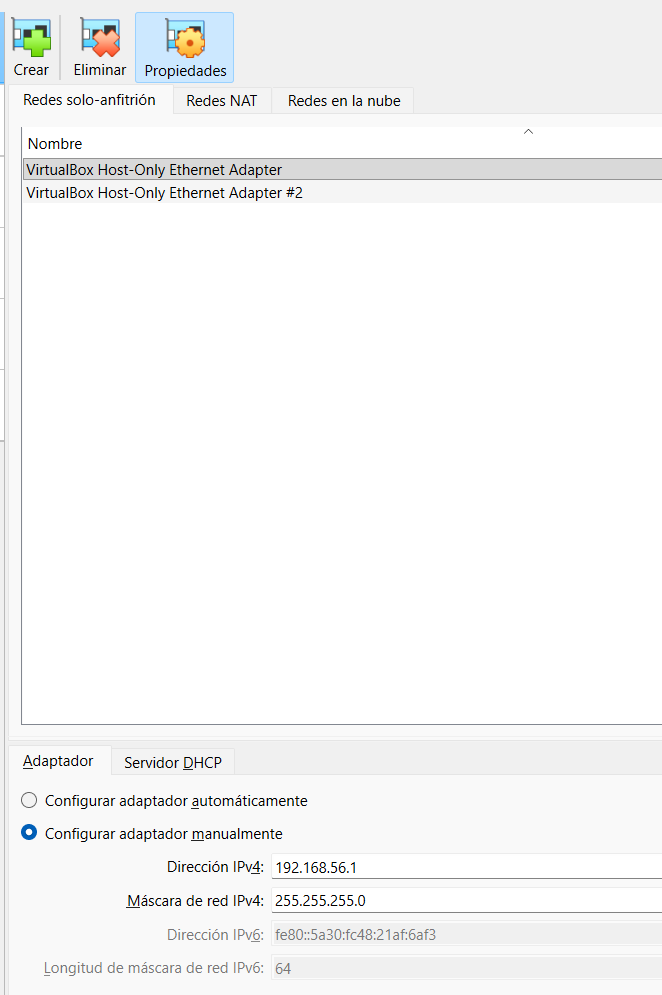 Crear Eliminar Propiedades
Redes solo-anfitrión Redes NAT Redes en la nube
Nombre
VirtualBox Host-Only Ethernet Adapter
VirtualBox Host-Only Ethernet Adapter #2
Adaptador Servidor DHCP
Configurar adaptador automáticamente
Configurar adaptador manualmente
Dirección IPv4: 192.168.56.1
Máscara de red IPv4: 255.255.255.0
Dirección IPv6: fe80::5a30:fc48:21af:6af3
Longitud de máscara de red IPv6: 64